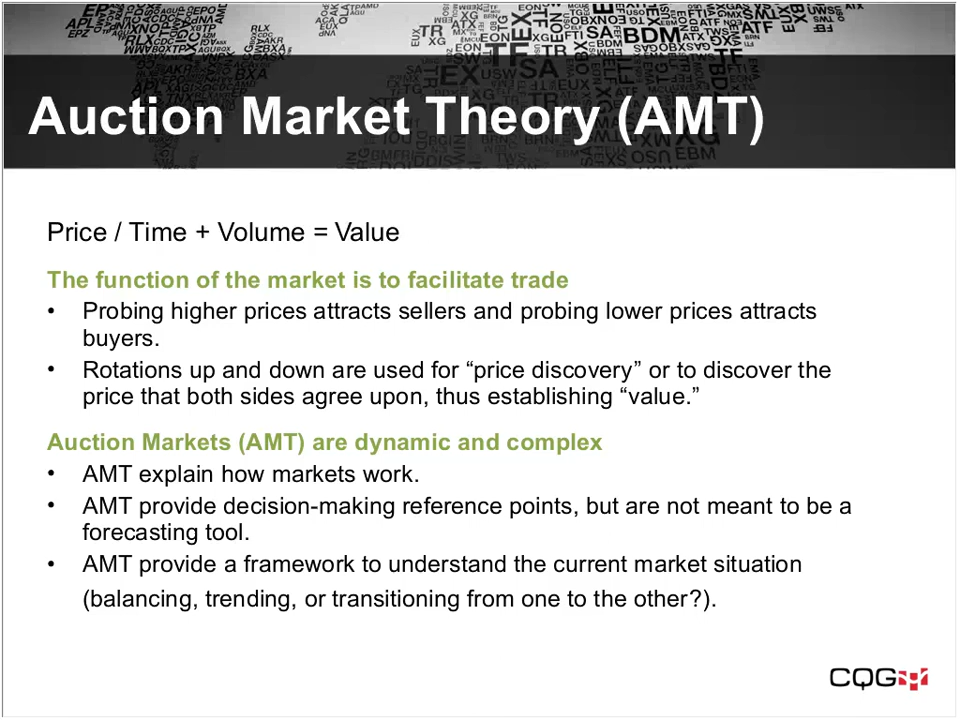 Auction Market Theory (AMT)
Price / Time + Volume = Value
The function of the market is to facilitate trade
• Probing higher prices attracts sellers and probing lower prices attracts
buyers.
• Rotations up and down are used for “price discovery” or to discover the
price that both sides agree upon, thus establishing “value.”
Auction Markets (AMT) are dynamic and complex
• AMT explain how markets work.
• AMT provide decision-making reference points, but are not meant to be a
forecasting tool.
• AMT provide a framework to understand the current market situation
(balancing, trending, or transitioning from one to the other?).
CQG